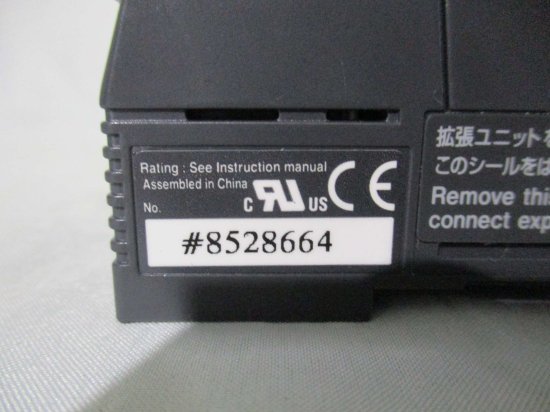 Rating : See Instruction manual
Assembled in China
No.
C RU US CE
#8528664
拡張ユニットを
このシールをは
Remove thi
connect exp